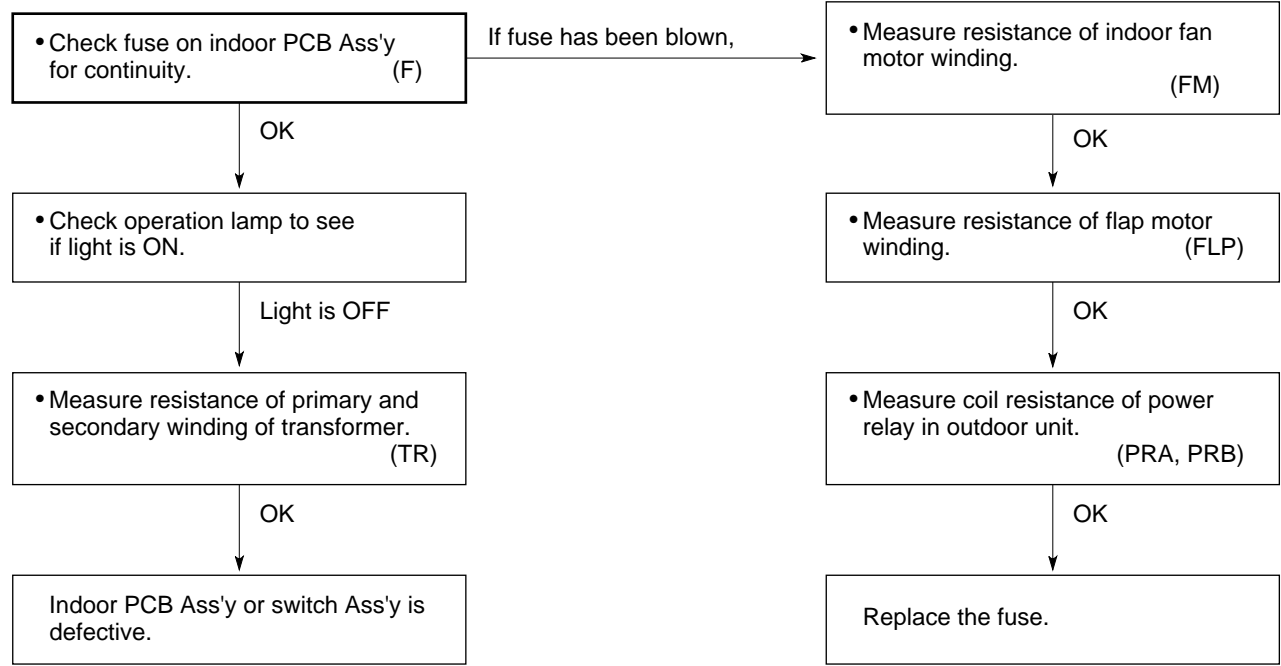 • Check fuse on indoor PCB Ass'y
for continuity. (F)
If fuse has been blown,
• Measure resistance of indoor fan
motor winding.
(FM)
OK
OK
• Check operation lamp to see
if light is ON.
• Measure resistance of flap motor
winding. (FLP)
Light is OFF
OK
• Measure resistance of primary and
secondary winding of transformer.
(TR)
• Measure coil resistance of power
relay in outdoor unit.
(PRA, PRB)
OK
OK
Indoor PCB Ass'y or switch Ass'y is
defective.
Replace the fuse.